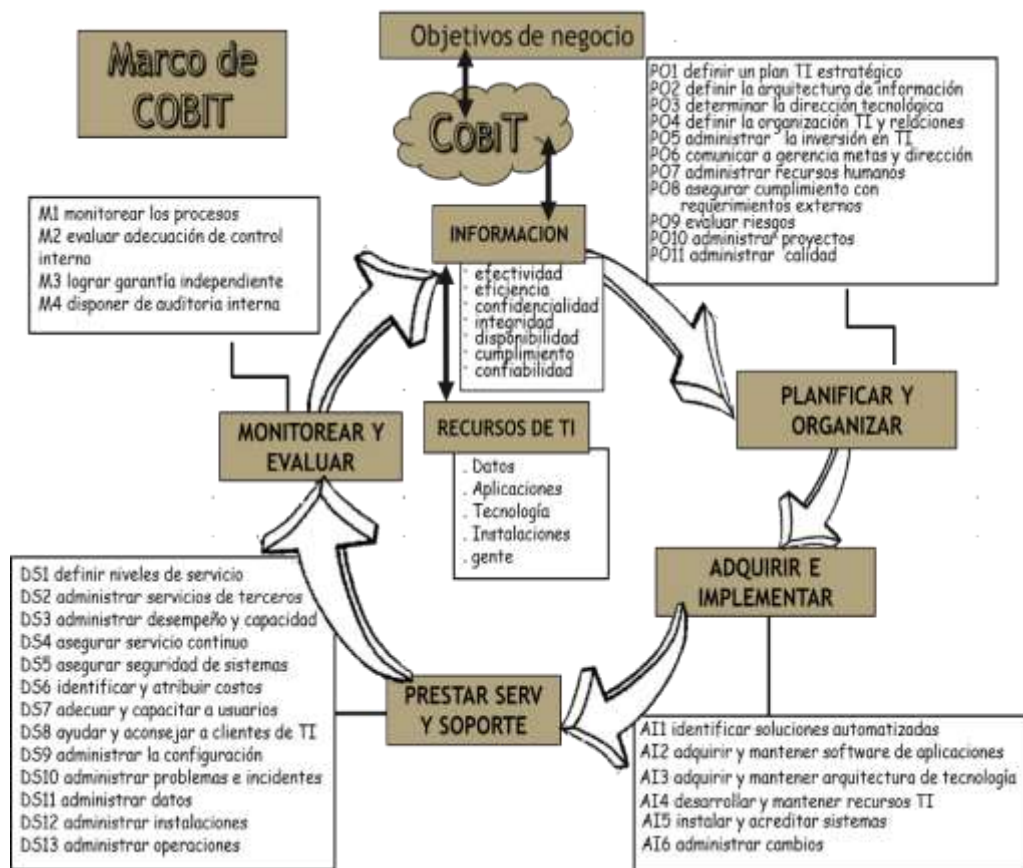 Marco de
COBIT
Objetivos de negocio
COBIT
PO1 definir un plan TI estratégico
PO2 definir la arquitectura de información
PO3 determinar la dirección tecnológica
PO4 definir la organización TI y relaciones
PO5 administrar la inversión en TI
PO6 comunicar a gerencia metas y dirección
PO7 administrar recursos humanos
PO8 asegurar cumplimiento con
requerimientos externos
PO9 evaluar riesgos
PO10 administrar proyectos
PO11 administrar calidad
M1 monitorear los procesos
M2 evaluar adecuación de control
interno
M3 lograr garantía independiente
M4 disponer de auditoria interna
INFORMACION
· efectividad
· eficiencia
· confidencialidad
· integridad
· disponibilidad
· cumplimiento
· confiabilidad
PLANIFICAR Y
ORGANIZAR
MONITOREAR Y
EVALUAR
RECURSOS DE TI
. Datos
. Aplicaciones
. Tecnología
. Instalaciones
. gente
ADQUIRIR E
IMPLEMENTAR
DS1 definir niveles de servicio
DS2 administrar servicios de terceros
DS3 administrar desempeño y capacidad
DS4 asegurar servicio continuo
DS5 asegurar seguridad de sistemas
DS6 identificar y atribuir costos
DS7 adecuar y capacitar a usuarios
DS8 ayudar y aconsejar a clientes de TI
DS9 administrar la configuración
DS10 administrar problemas e incidentes
DS11 administrar datos
DS12 administrar instalaciones
DS13 administrar operaciones
PRESTAR SERV
Y SOPORTE
AI1 identificar soluciones automatizadas
AI2 adquirir y mantener software de aplicaciones
AI3 adquirir y mantener arquitectura de tecnología
AI4 desarrollar y mantener recursos TI
AI5 instalar y acreditar sistemas
AI6 administrar cambios